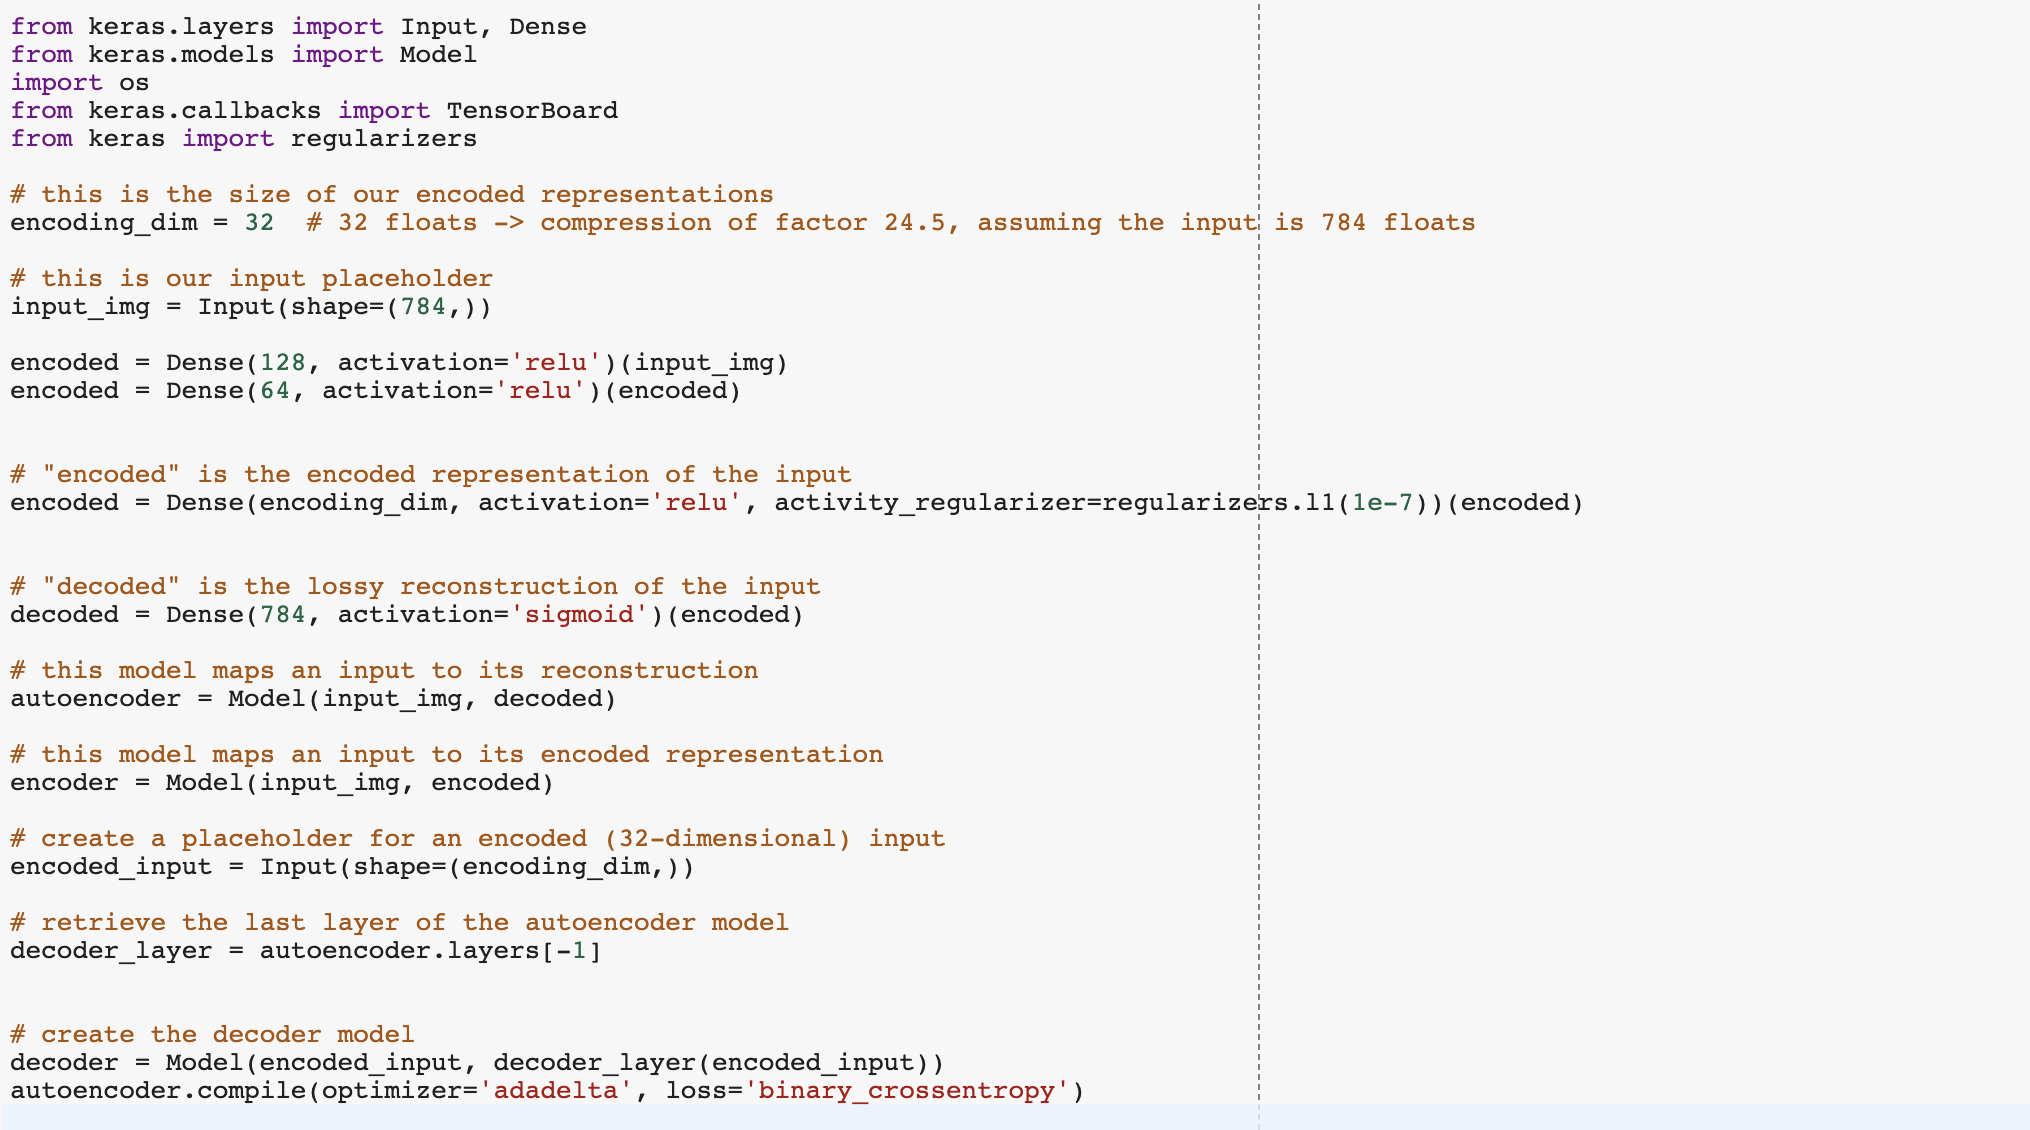 from keras.layers import Input, Dense
from keras.models import Model
import os
from keras.callbacks import TensorBoard
from keras import regularizers
# this is the size of our encoded representations
encoding_dim = 32  # 32 floats -> compression of factor 24.5, assuming the input is 784 floats
# this is our input placeholder
input_img = Input(shape=(784,))
encoded = Dense(128, activation='relu')(input_img)
encoded = Dense(64, activation='relu')(encoded)
# "encoded" is the encoded representation of the input
encoded = Dense(encoding_dim, activation='relu', activity_regularizer=regularizers.l1(1e-7))(encoded)
# "decoded" is the lossy reconstruction of the input
decoded = Dense(784, activation='sigmoid')(encoded)
# this model maps an input to its reconstruction
autoencoder = Model(input_img, decoded)
# this model maps an input to its encoded representation
encoder = Model(input_img, encoded)
# create a placeholder for an encoded (32-dimensional) input
encoded_input = Input(shape=(encoding_dim,))
# retrieve the last layer of the autoencoder model
decoder_layer = autoencoder.layers[-1]
# create the decoder model
decoder = Model(encoded_input, decoder_layer(encoded_input))
autoencoder.compile(optimizer='adadelta', loss='binary_crossentropy')